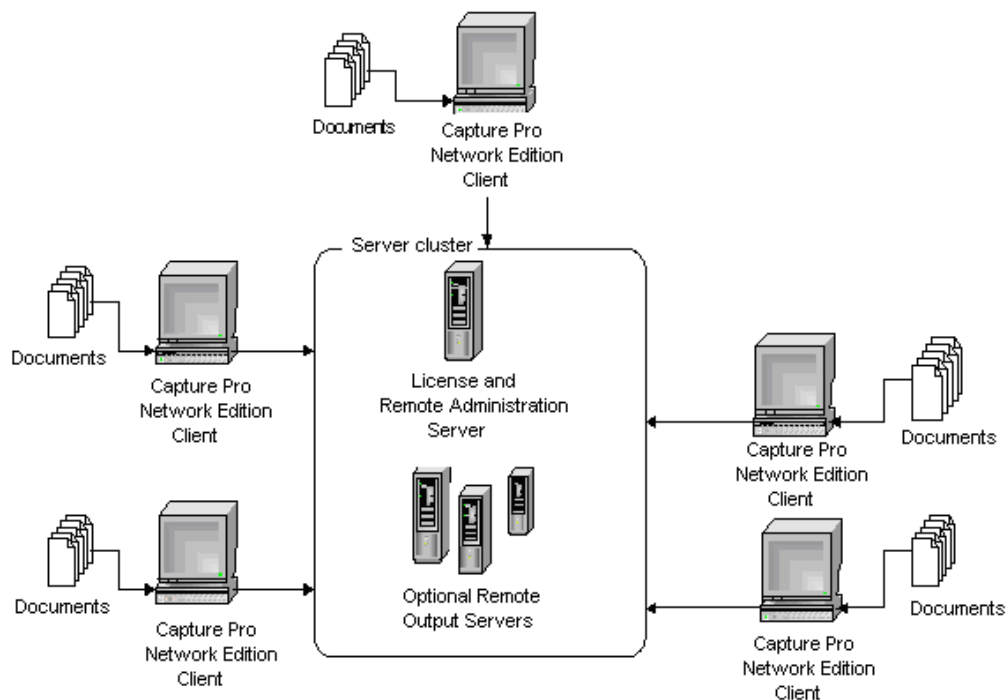 Documents
Capture Pro
Network Edition
Client
Server cluster
License and
Remote Administration
Server
Optional Remote
Output Servers
Documents
Capture Pro
Network Edition
Client
Documents
Capture Pro
Network Edition
Client
Documents
Capture Pro
Network Edition
Client
Documents
Capture Pro
Network Edition
Client